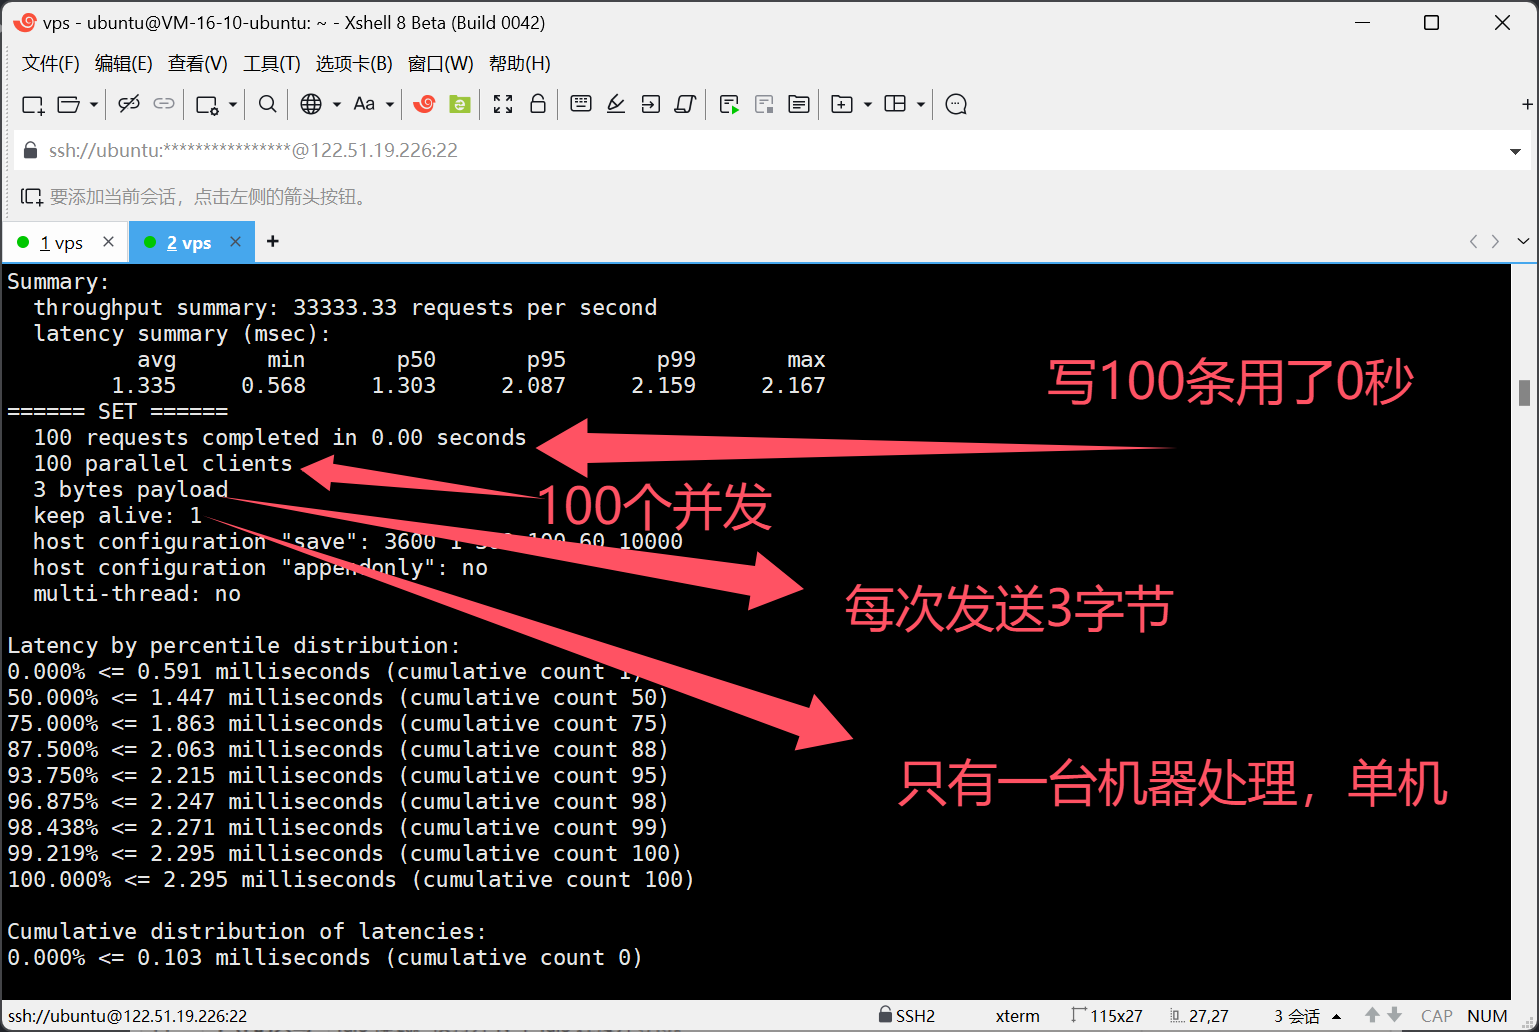 vps - ubuntu@VM-16-10-ubuntu: ~ - Xshell 8 Beta (Build 0042)
文件(F) 编辑(E) 查看(V) 工具(T) 选项卡(B) 窗口(W) 帮助(H)
Aa
ssh://ubuntu:****************@122.51.19.226:22
要添加当前会话，点击左侧的箭头按钮。
1 vps
2 vps
Summary:
throughput summary: 33333.33 requests per second
latency summary (msec):
avg min p50 p95 p99 max
1.335 0.568 1.303 2.087 2.159 2.167
写100条用了0秒
====== SET ======
100 requests completed in 0.00 seconds
100 parallel clients
3 bytes payload
100个并发
keep alive: 1
host configuration "save": 3600 1 300 100 60 10000
host configuration "appendonly": no
multi-thread: no
每次发送3字节
Latency by percentile distribution:
0.000% <= 0.591 milliseconds (cumulative count 1)
50.000% <= 1.447 milliseconds (cumulative count 50)
75.000% <= 1.863 milliseconds (cumulative count 75)
87.500% <= 2.063 milliseconds (cumulative count 88)
93.750% <= 2.215 milliseconds (cumulative count 95)
96.875% <= 2.247 milliseconds (cumulative count 98)
98.438% <= 2.271 milliseconds (cumulative count 99)
99.219% <= 2.295 milliseconds (cumulative count 100)
100.000% <= 2.295 milliseconds (cumulative count 100)
只有一台机器处理，单机
Cumulative distribution of latencies:
0.000% <= 0.103 milliseconds (cumulative count 0)
ssh://ubuntu@122.51.19.226:22 SSH2 xterm 115x27 27,27 3 会话 CAP NUM